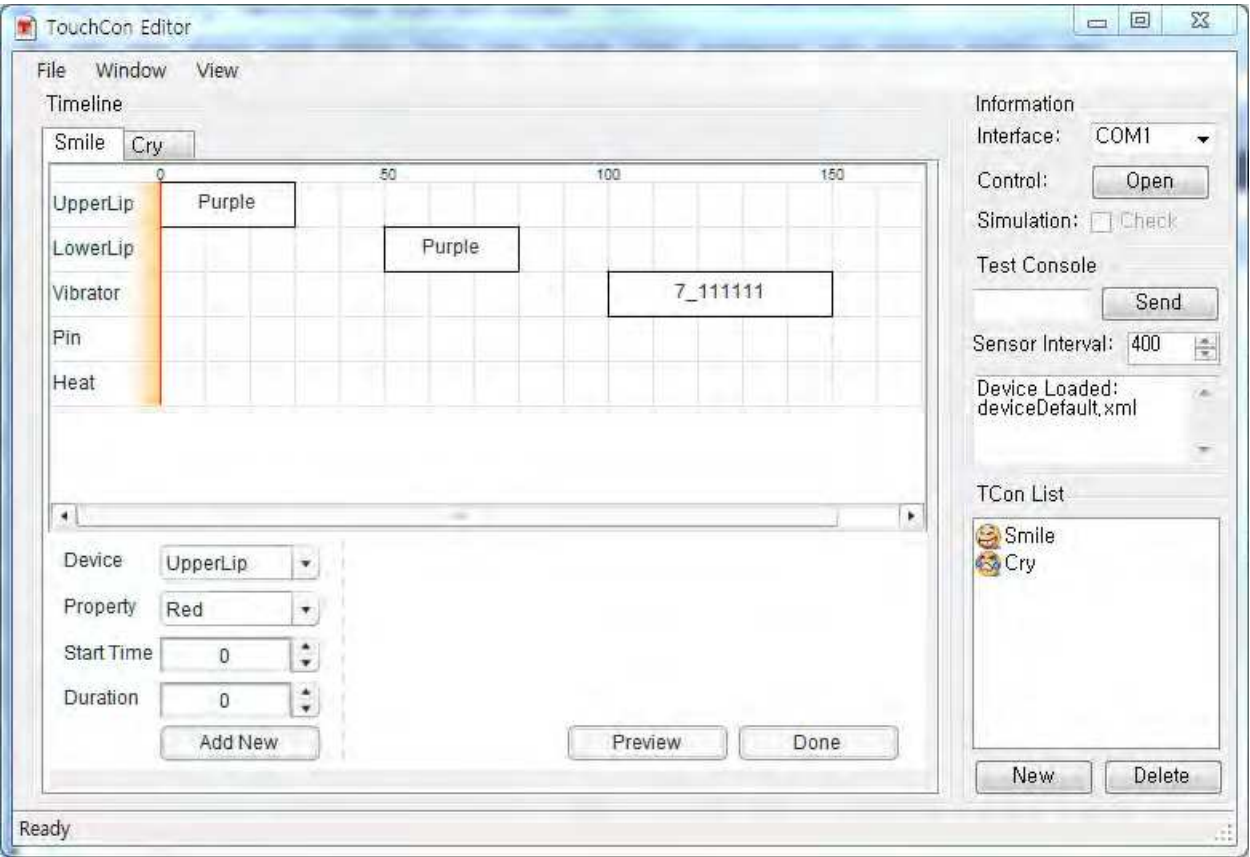 TouchCon Editor
File Window View
Timeline
Smile Cry
0 50 100 150
UpperLip Purple
LowerLip Purple
Vibrator 7_111111
Pin
Heat
Device UpperLip
Property Red
Start Time 0
Duration 0
Add New Preview Done
Information
Interface: COM1
Control: Open
Simulation: Check
Test Console
Send
Sensor Interval: 400
Device Loaded:
deviceDefault,xml
TCon List
Smile
Cry
New Delete
Ready